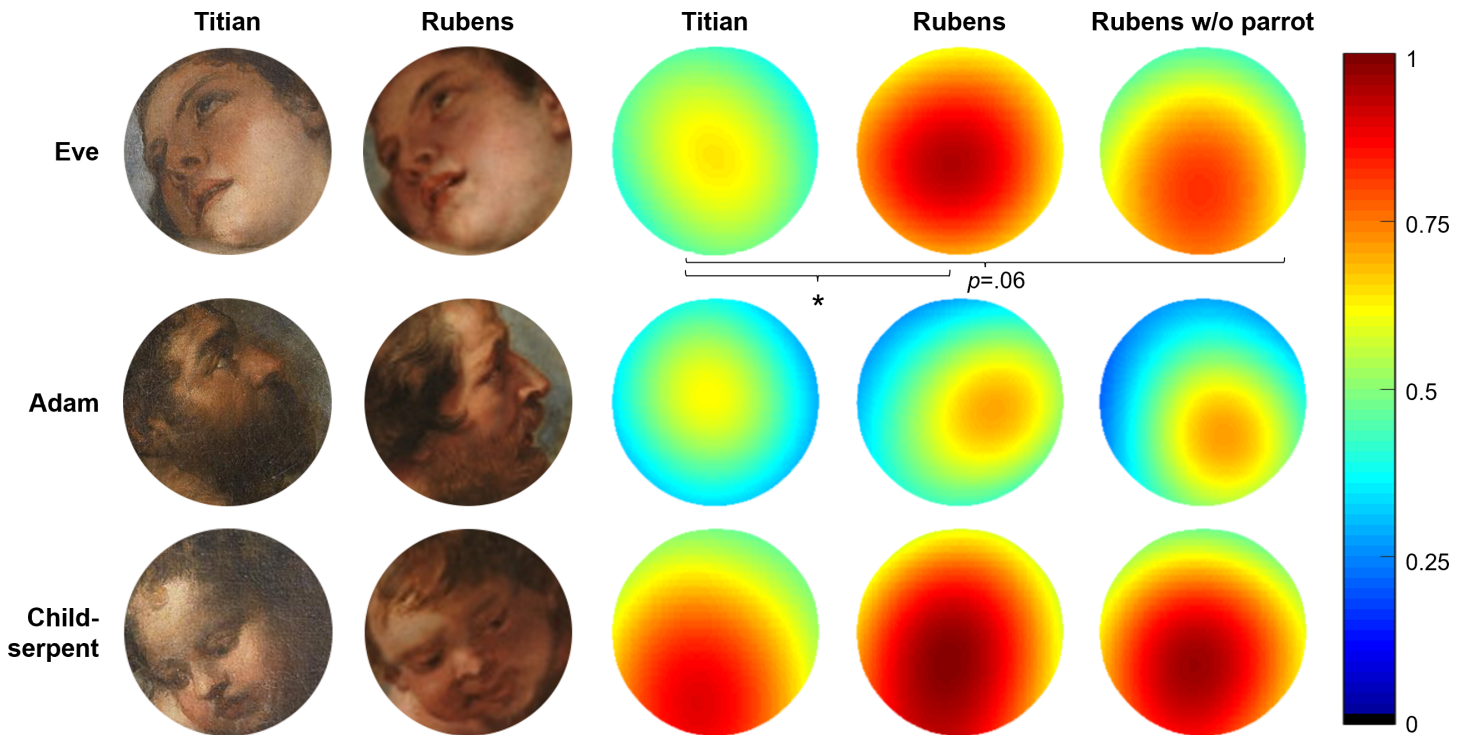 Titian Rubens Titian Rubens Rubens w/o parrot
1
Eve
0.75
p=.06
*
Adam
0.5
0.25
Child-
serpent
0